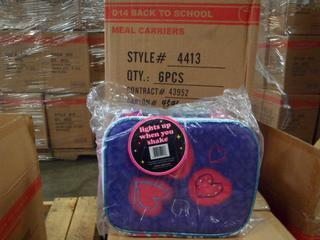 014 BACK TO SCHOOL
MEAL CARRIERS
STYLE# 4413
QTY.: 6PCS
CONTRACT# 43952
lights up
when you
shake